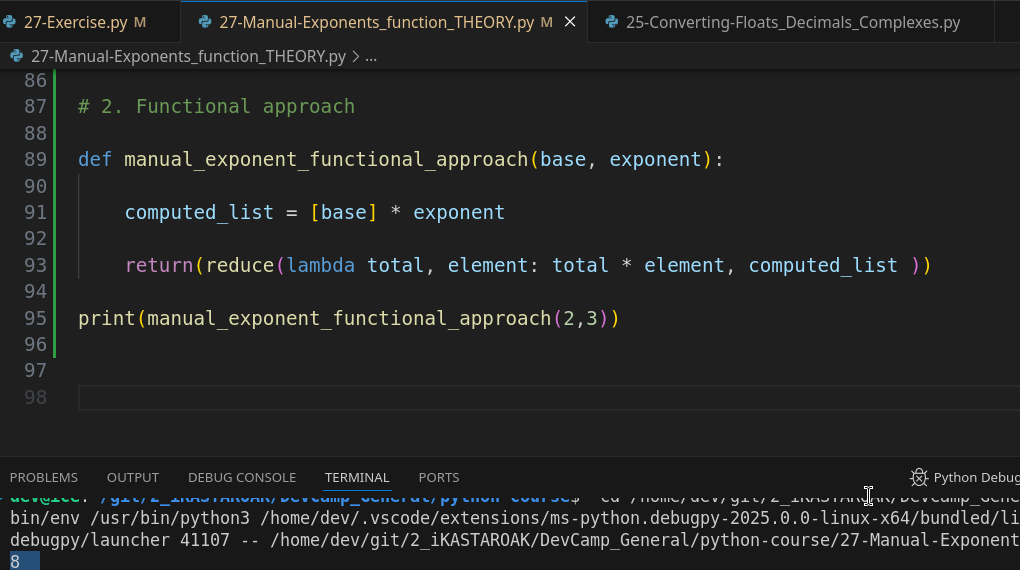 27-Exercise.py M 27-Manual-Exponents_function_THEORY.py M 25-Converting-Floats_Decimals_Complexes.py
27-Manual-Exponents_function_THEORY.py > ...
86
87 # 2. Functional approach
88
89 def manual_exponent_functional_approach(base, exponent):
90
91 computed_list = [base] * exponent
92
93 return(reduce(lambda total, element: total * element, computed_list ))
94
95 print(manual_exponent_functional_approach(2,3))
96
97
98
PROBLEMS OUTPUT DEBUG CONSOLE TERMINAL PORTS Python Debug
bin/env /usr/bin/python3 /home/dev/.vscode/extensions/ms-python.debugpy-2025.0.0-linux-x64/bundled/li
debugpy/launcher 41107 -- /home/dev/git/2_iKASTAROAK/DevCamp_General/python-course/27-Manual-Exponent
8